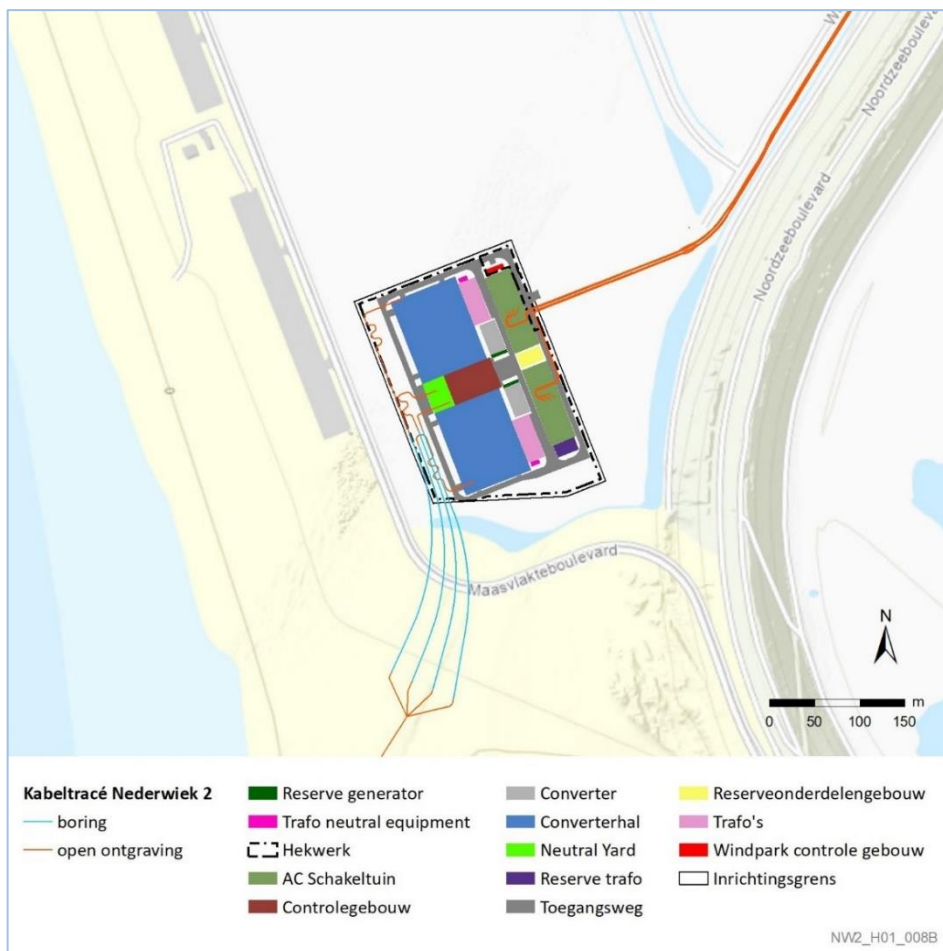 W
Noordzeebouleva
Noordzeeboulevard
Maasvlakteboulevard
N
m
0 50 100 150
Kabeltracé Nederwiek 2
boring
open ontgraving
Reserve generator
Trafo neutral equipment
Hekwerk
AC Schakeltuin
Controlegebouw
Converter
Converterhal
Neutral Yard
Reserve trafo
Toegangsweg
Reserveonderdelengebouw
Trafo's
Windpark controle gebouw
Inrichtingsgrens
NW2_H01_008B